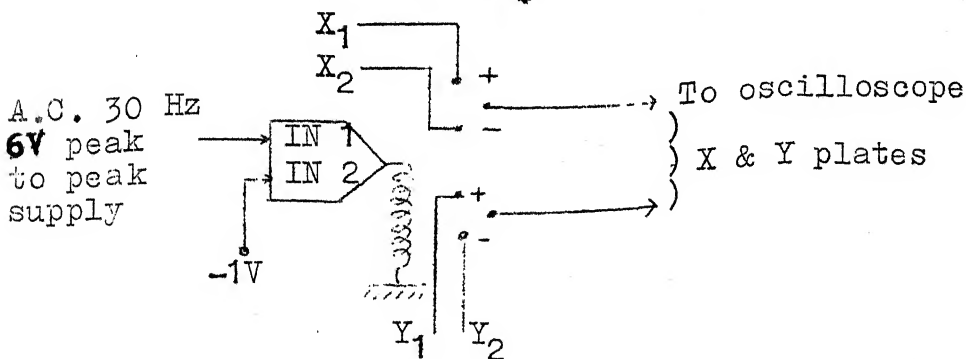 X1
X2
+
-
A.C. 30 Hz
6V peak
to peak
supply
IN 1
IN 2
-1V
To oscilloscope
X & Y plates
+
-
Y1 Y2